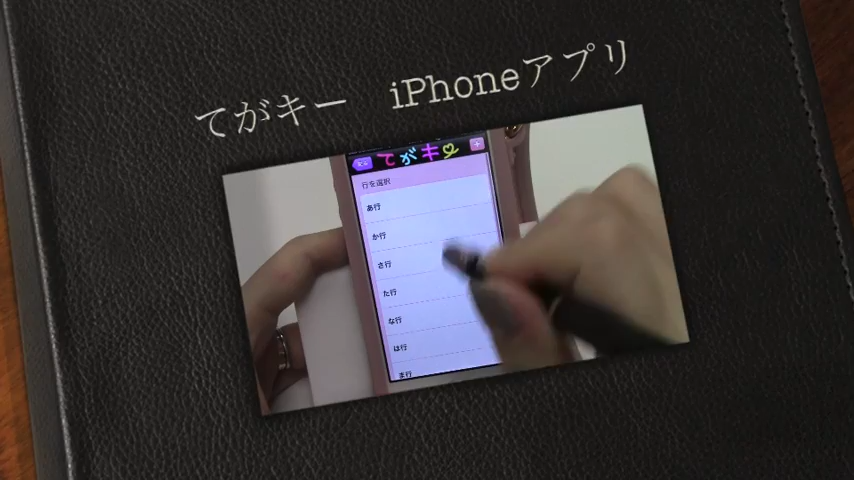 てがキー　iPhoneアプリ
てがキ
行を選択
あ行
か行
さ行
た行
な行
は行
ま行